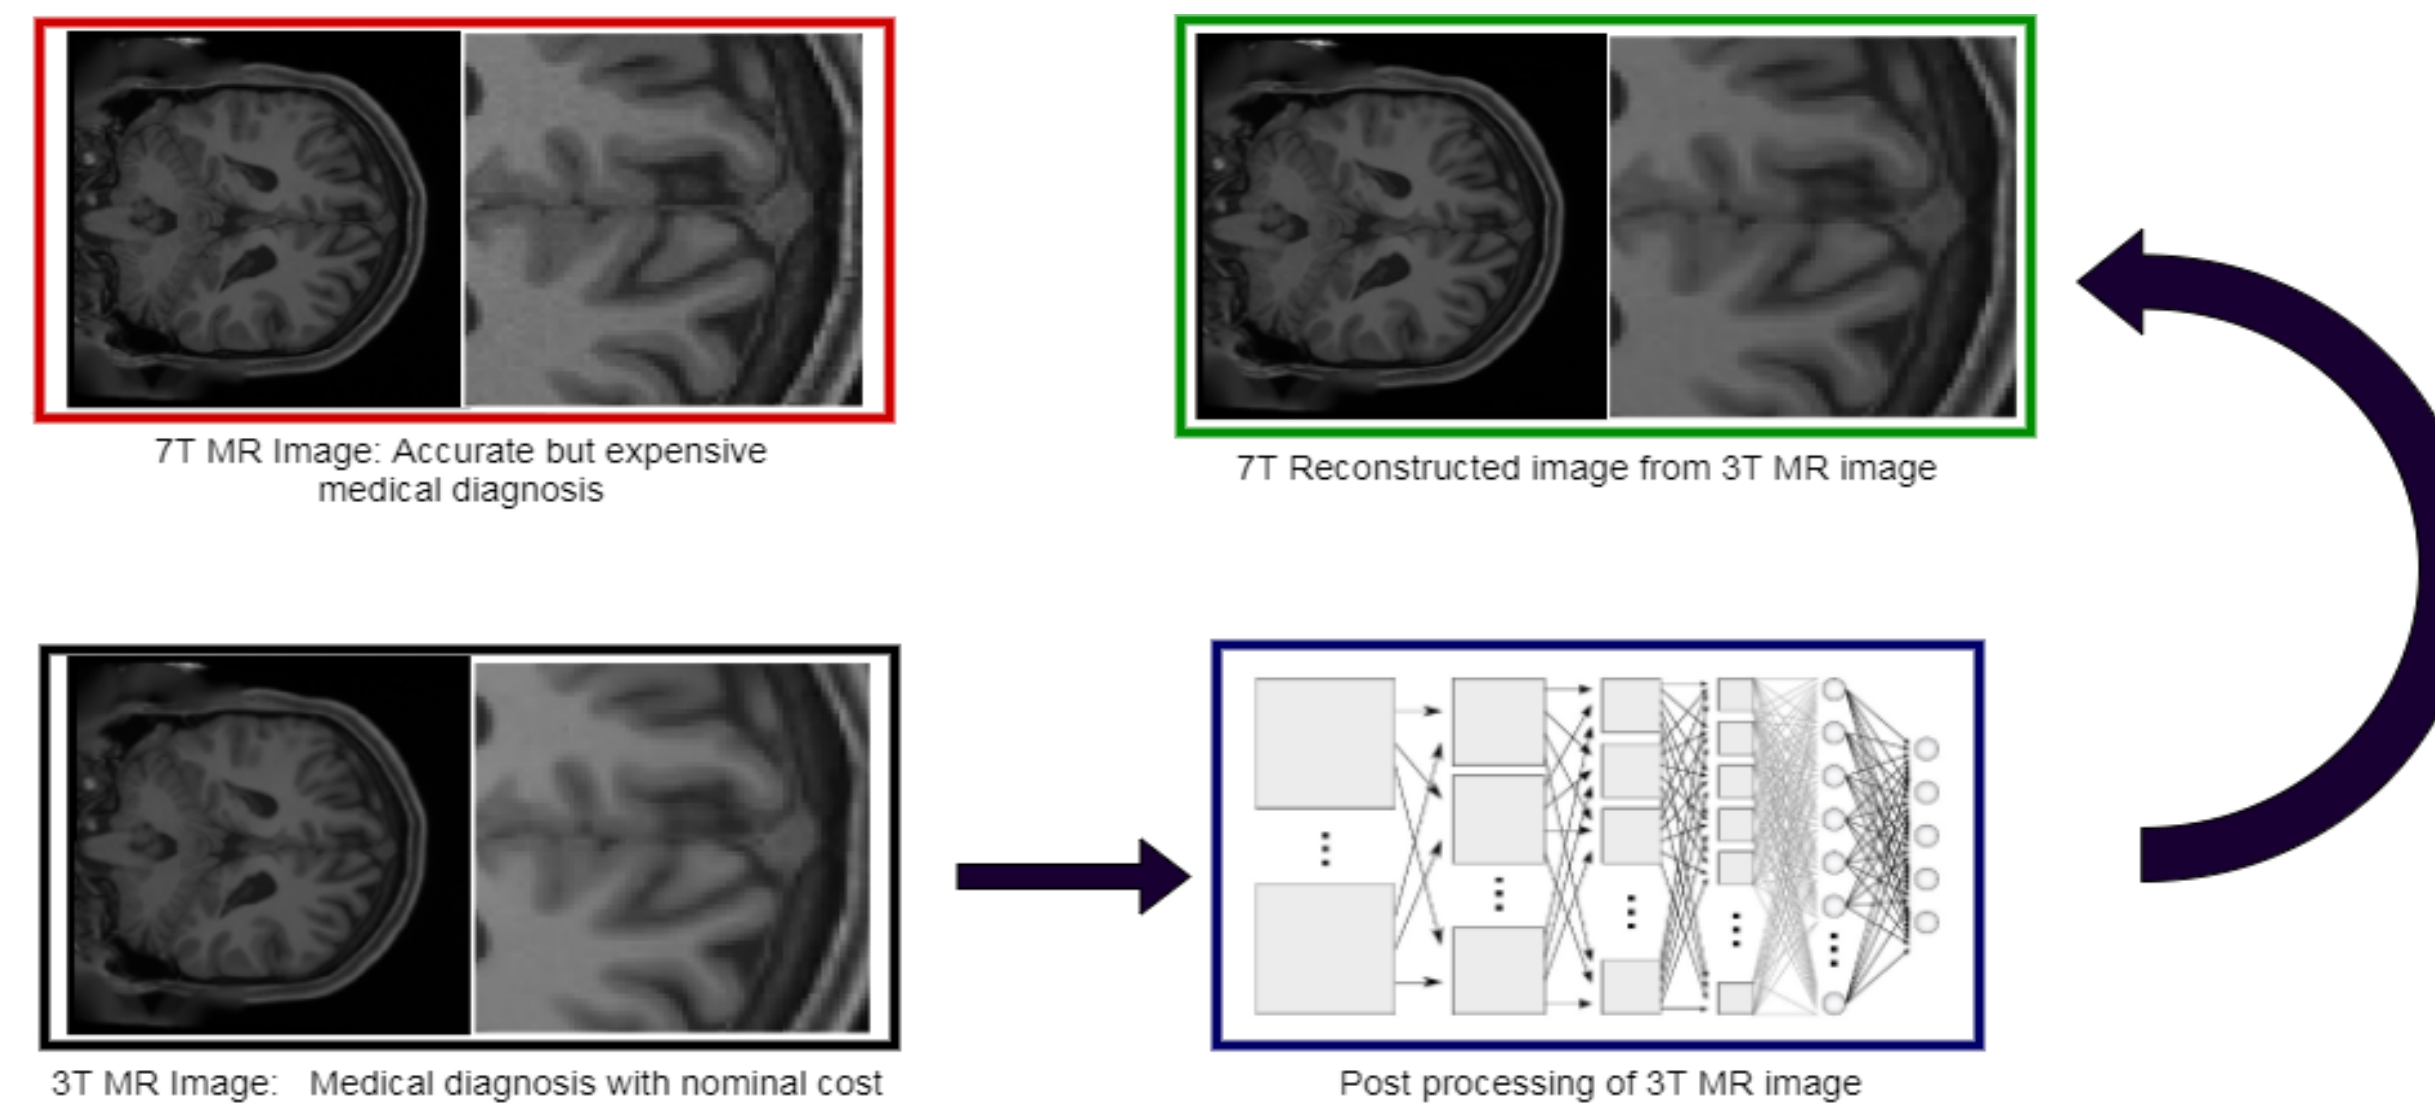 7T MR Image: Accurate but expensive
medical diagnosis
7T Reconstructed image from 3T MR image
3T MR Image: Medical diagnosis with nominal cost
Post processing of 3T MR image